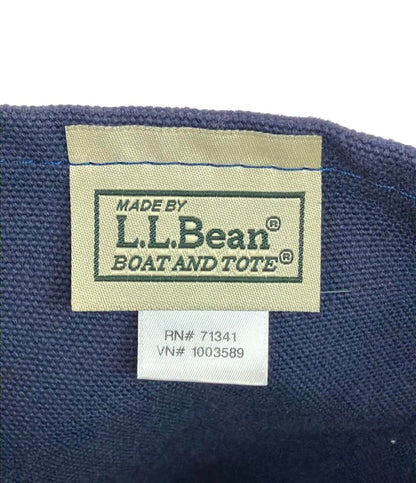 MADE BY
L.L.Bean®
BOAT AND TOTE®
RN# 71341
VN# 1003589